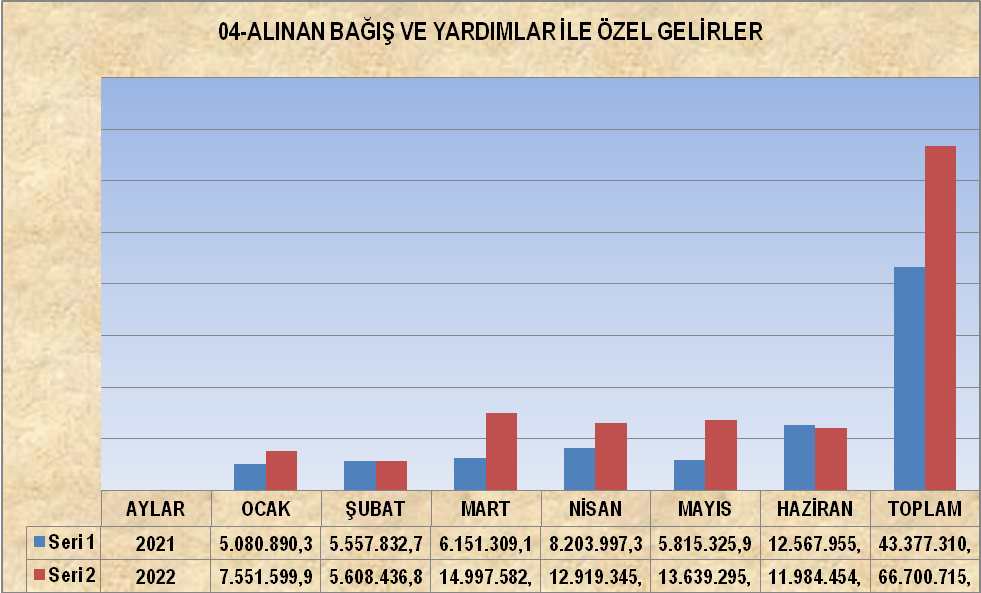 04-ALINAN BAĞIŞ VE YARDIMLAR İLE ÖZEL GELİRLER
AYLAR OCAK ŞUBAT MART NİSAN MAYIS HAZİRAN TOPLAM
Seri 1 2021 5.080.890,3 5.557.832,7 6.151.309,1 8.203.997,3 5.815.325,9 12.567.955, 43.377.310,
Seri 2 2022 7.551.599,9 5.608.436,8 14.997.582, 12.919.345, 13.639.295, 11.984.454, 66.700.715,